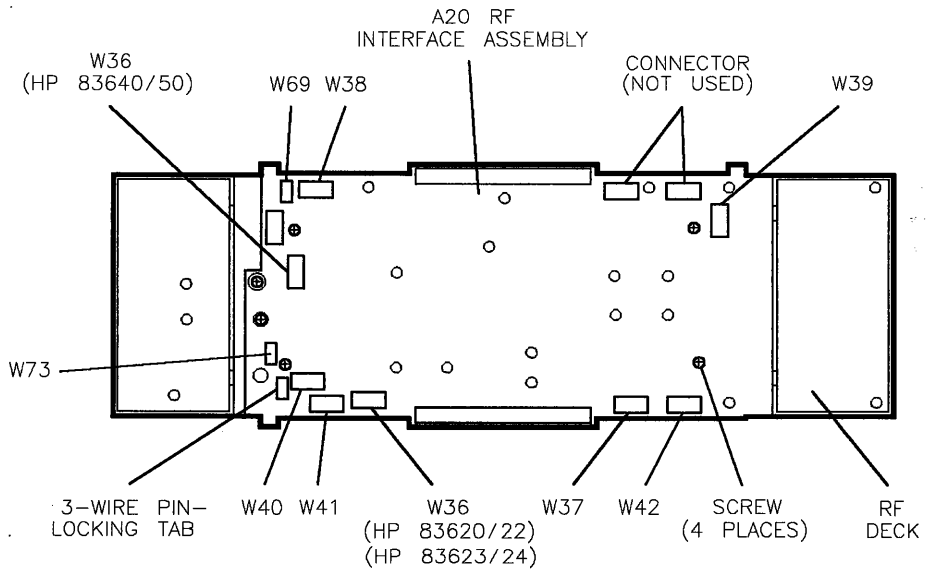 A20 RF
INTERFACE ASSEMBLY
W36
(HP 83640/50)
W69 W38
CONNECTOR
(NOT USED)
W39
W73
3-WIRE PIN-
LOCKING TAB
W40 W41
W36
(HP 83620/22)
(HP 83623/24)
W37 W42
SCREW
(4 PLACES)
RF
DECK